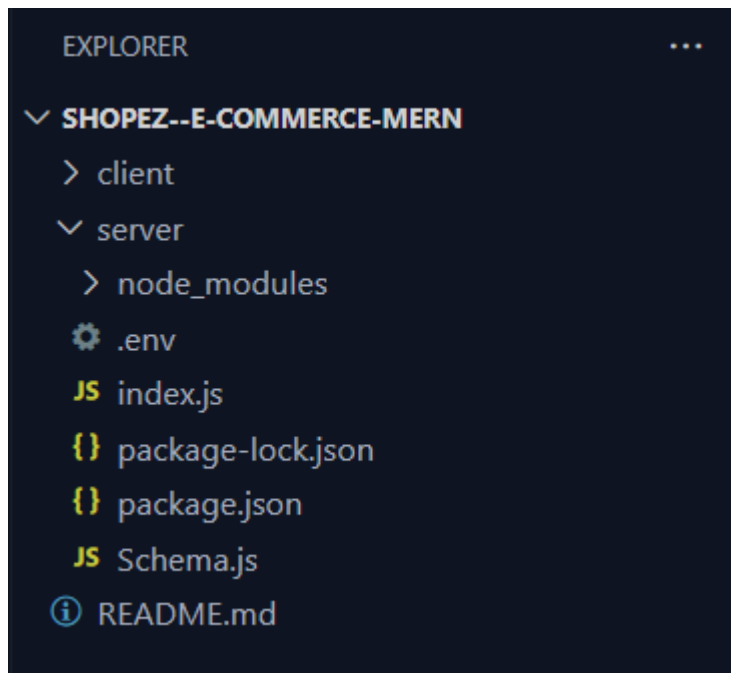 EXPLORER ...
SHOPEZ--E-COMMERCE-MERN
client
server
node_modules
.env
JS index.js
{} package-lock.json
{} package.json
JS Schema.js
README.md